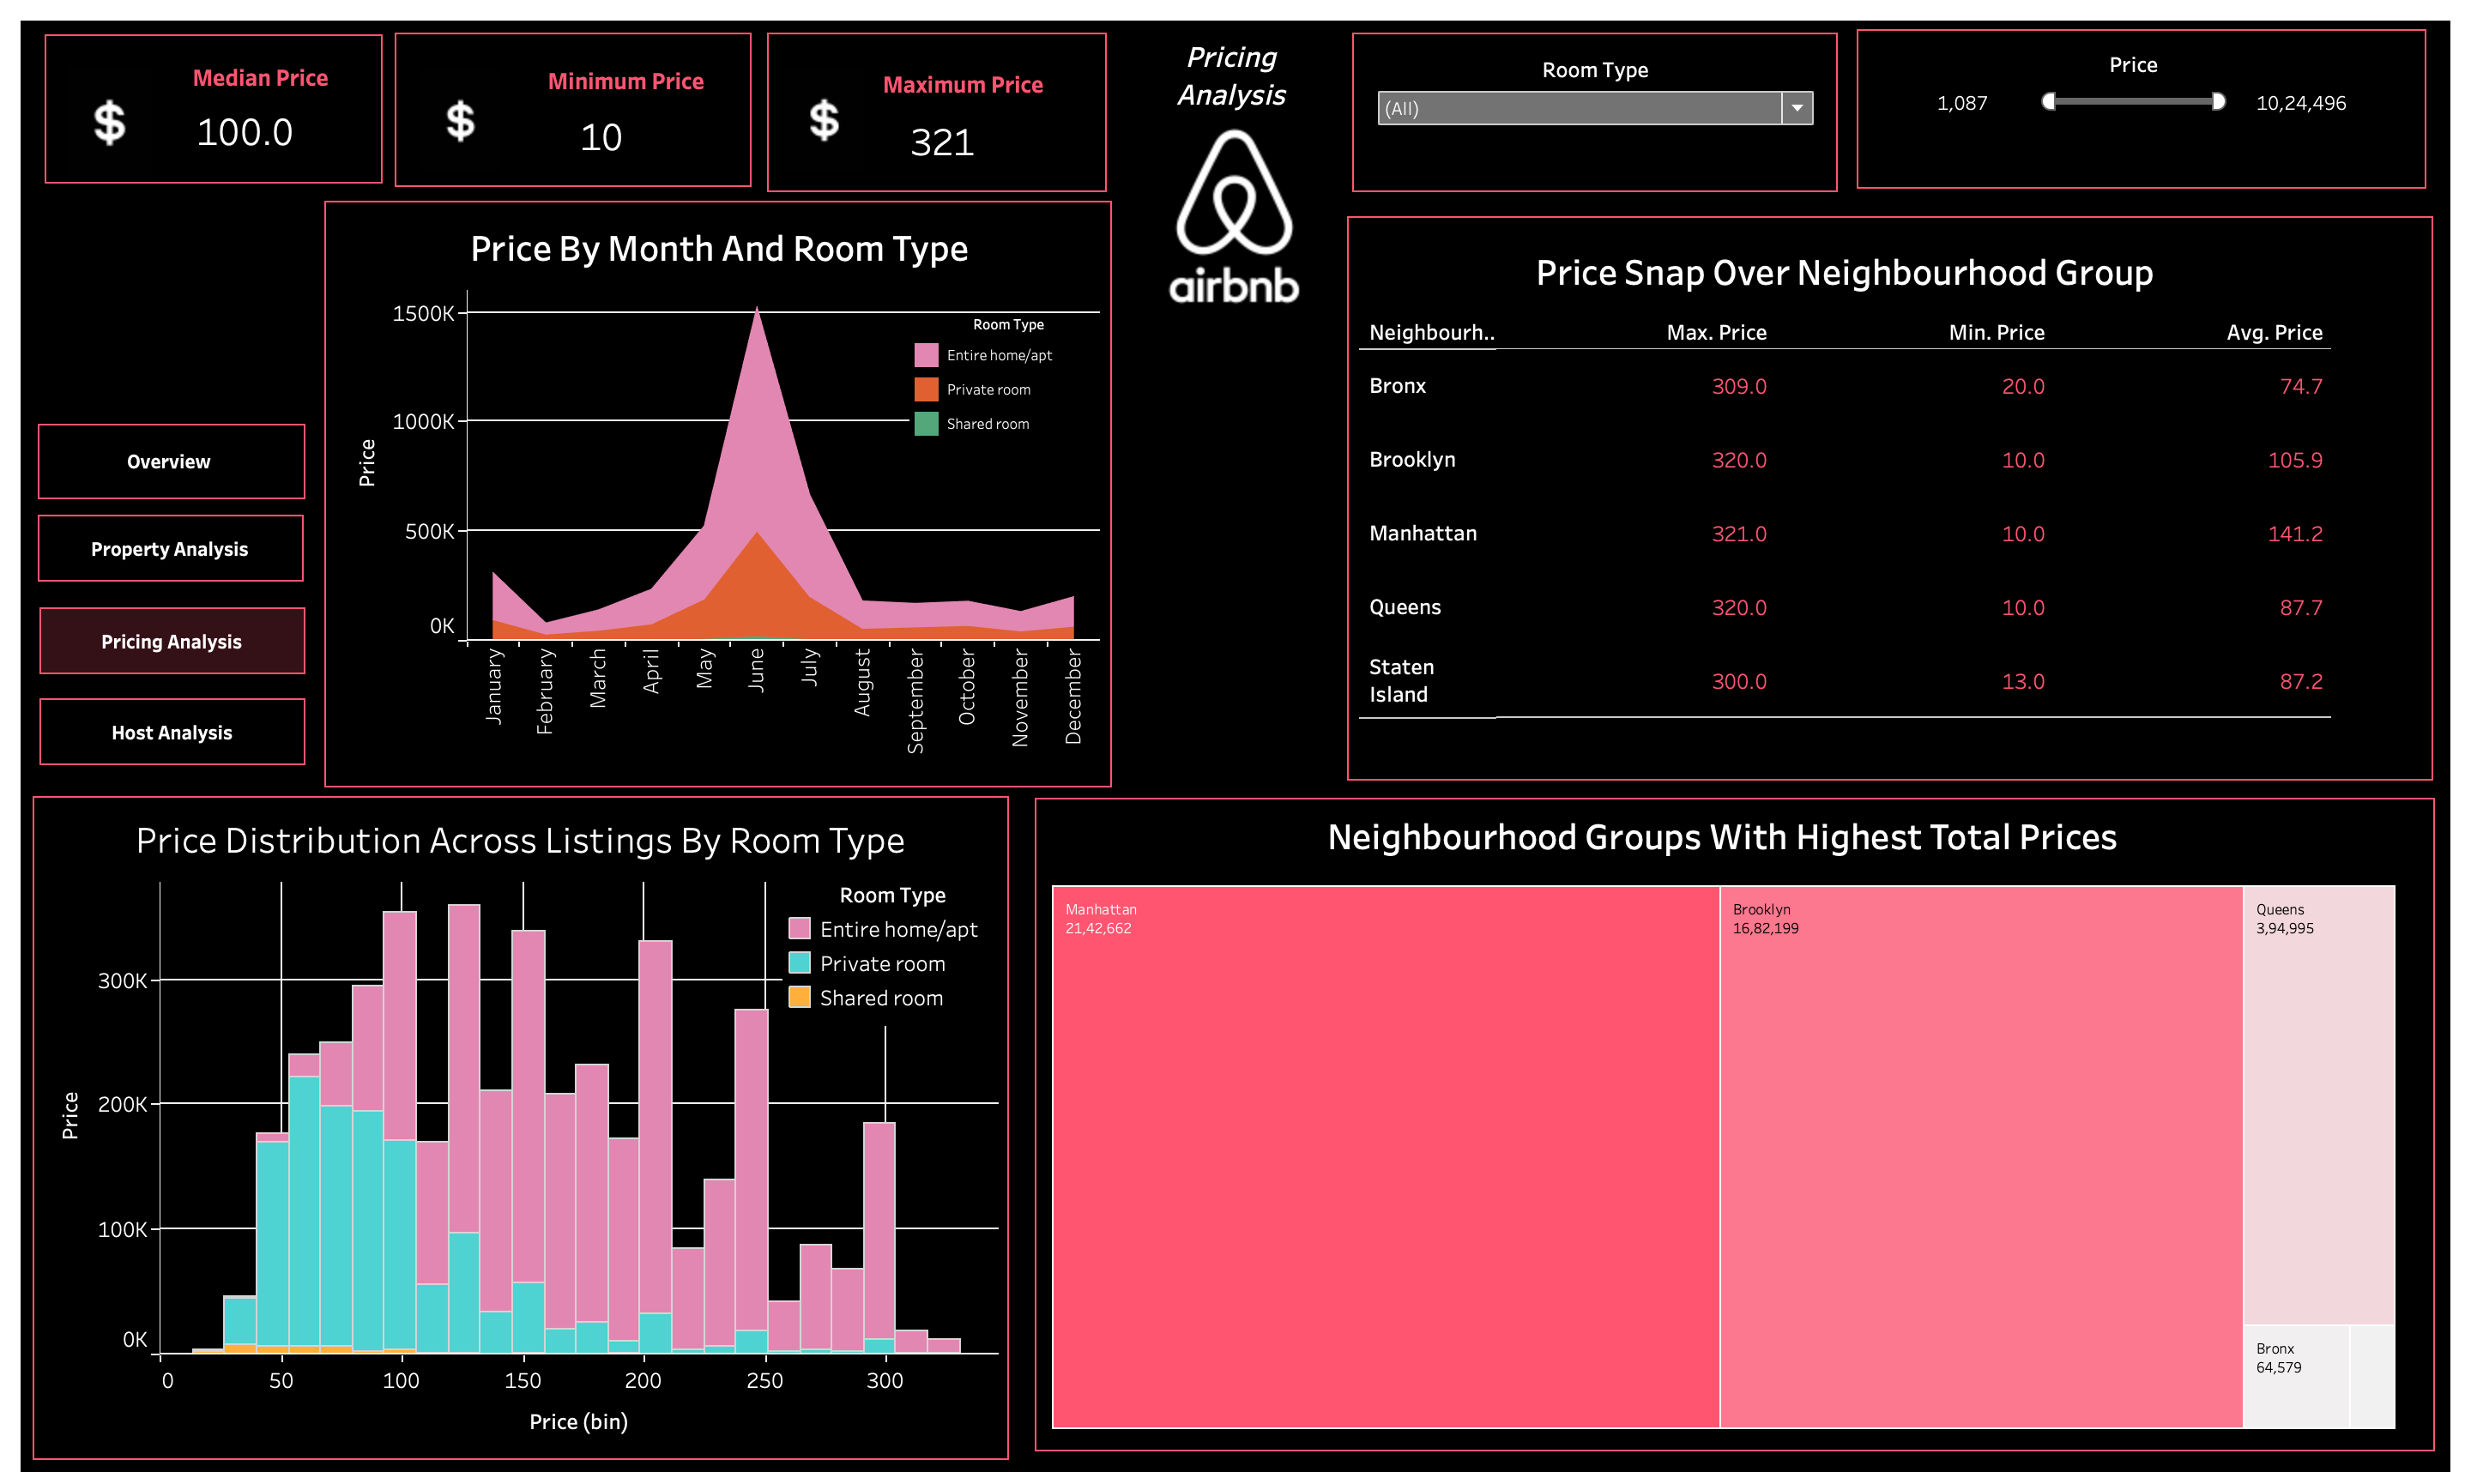 Median Price
$
100.0
Minimum Price
$
10
Maximum Price
$
321
Pricing
Analysis
airbnb
Room Type
(All)
Price
1,087
10,24,496
Overview
Property Analysis
Pricing Analysis
Host Analysis
Price By Month And Room Type
Price
1500K
1000K
500K
0K
Room Type
Entire home/apt
Private room
Shared room
January
February
March
April
May
June
July
August
September
October
November
December
Price Snap Over Neighbourhood Group
Neighbourh.. Max. Price Min. Price Avg. Price
Bronx 309.0 20.0 74.7
Brooklyn 320.0 10.0 105.9
Manhattan 321.0 10.0 141.2
Queens 320.0 10.0 87.7
Staten
Island 300.0 13.0 87.2
Price Distribution Across Listings By Room Type
Price
300K
200K
100K
0K
Room Type
Entire home/apt
Private room
Shared room
0 50 100 150 200 250 300
Price (bin)
Neighbourhood Groups With Highest Total Prices
Manhattan
21,42,662
Brooklyn
16,82,199
Queens
3,94,995
Bronx
64,579